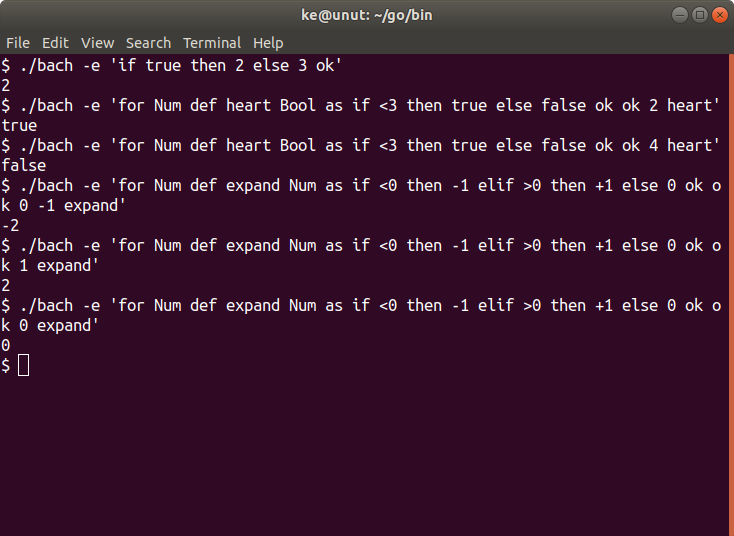 ke@unut: ~/go/bin
File Edit View Search Terminal Help
$ ./bach -e 'if true then 2 else 3 ok'
2
$ ./bach -e 'for Num def heart Bool as if <3 then true else false ok ok 2 heart'
true
$ ./bach -e 'for Num def heart Bool as if <3 then true else false ok ok 4 heart'
false
$ ./bach -e 'for Num def expand Num as if <0 then -1 elif >0 then +1 else 0 ok o
k 0 -1 expand'
-2
$ ./bach -e 'for Num def expand Num as if <0 then -1 elif >0 then +1 else 0 ok o
k 1 expand'
2
$ ./bach -e 'for Num def expand Num as if <0 then -1 elif >0 then +1 else 0 ok o
k 0 expand'
0
$